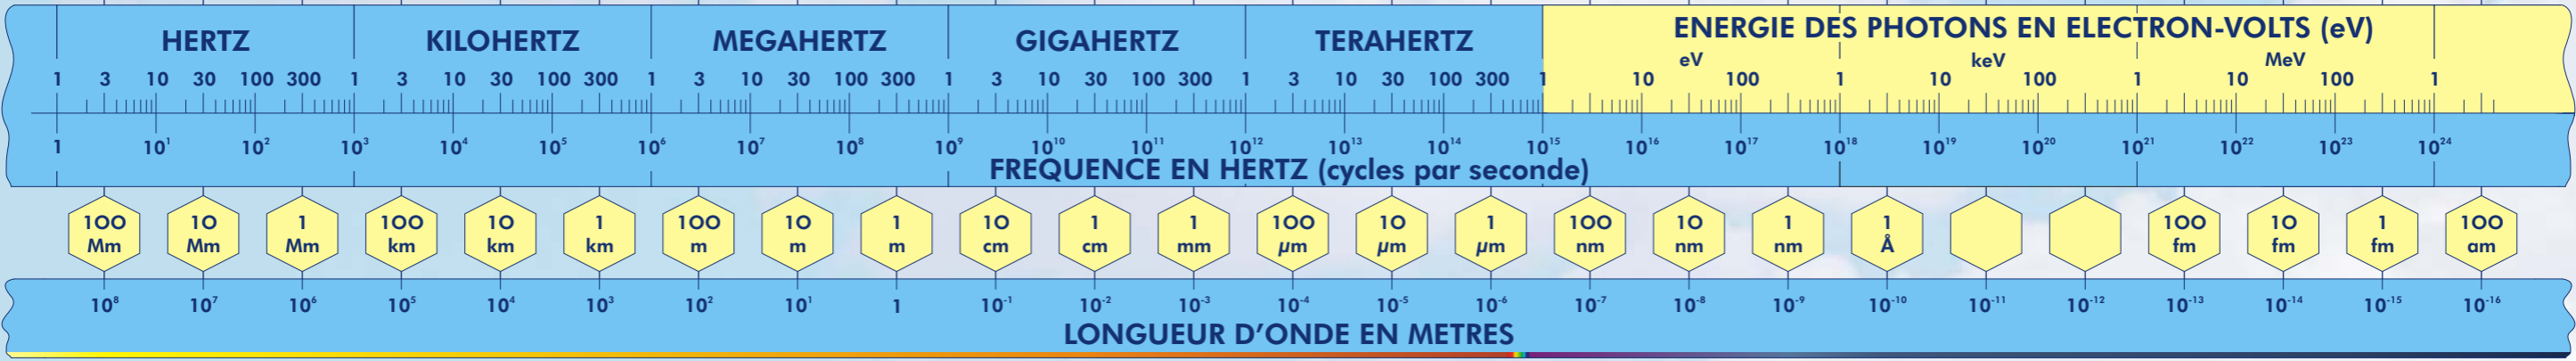 HERTZ KILOHERTZ MEGAHERTZ GIGAHERTZ TERAHERTZ ENERGIE DES PHOTONS EN ELECTRON-VOLTS (eV)
eV keV MeV
1 3 10 30 100 300 1 3 10 30 100 300 1 3 10 30 100 300 1 3 10 30 100 300 1 3 10 30 100 300 1 10 100 1 10 100 1 10 100 1
1 10¹ 10² 10³ 10⁴ 10⁵ 10⁶ 10⁷ 10⁸ 10⁹ 10¹⁰ 10¹¹ 10¹² 10¹³ 10¹⁴ 10¹⁵ 10¹⁶ 10¹⁷ 10¹⁸ 10¹⁹ 10²⁰ 10²¹ 10²² 10²³ 10²⁴
FREQUENCE EN HERTZ (cycles par seconde)
100 10 1 100 10 1 100 10 1 10 1 1 100 10 1 100 10 1 1 100 10 1 100
Mm Mm Mm km km km m m m cm cm mm µm µm µm nm nm nm Å fm fm fm am
10⁸ 10⁷ 10⁶ 10⁵ 10⁴ 10³ 10² 10¹ 1 10⁻¹ 10⁻² 10⁻³ 10⁻⁴ 10⁻⁵ 10⁻⁶ 10⁻⁷ 10⁻⁸ 10⁻⁹ 10⁻¹⁰ 10⁻¹¹ 10⁻¹² 10⁻¹³ 10⁻¹⁴ 10⁻¹⁵ 10⁻¹⁶
LONGUEUR D’ONDE EN METRES